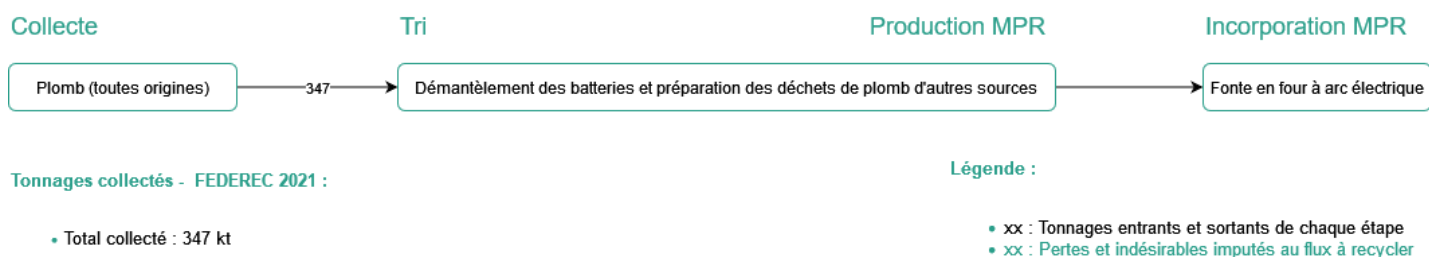 Collecte
Tri
Production MPR
Incorporation MPR
Plomb (toutes origines)
347
Démantèlement des batteries et préparation des déchets de plomb d'autres sources
Fonte en four à arc électrique
Tonnages collectés - FEDEREC 2021 :
• Total collecté : 347 kt
Légende :
• xx : Tonnages entrants et sortants de chaque étape
• xx : Pertes et indésirables imputés au flux à recycler